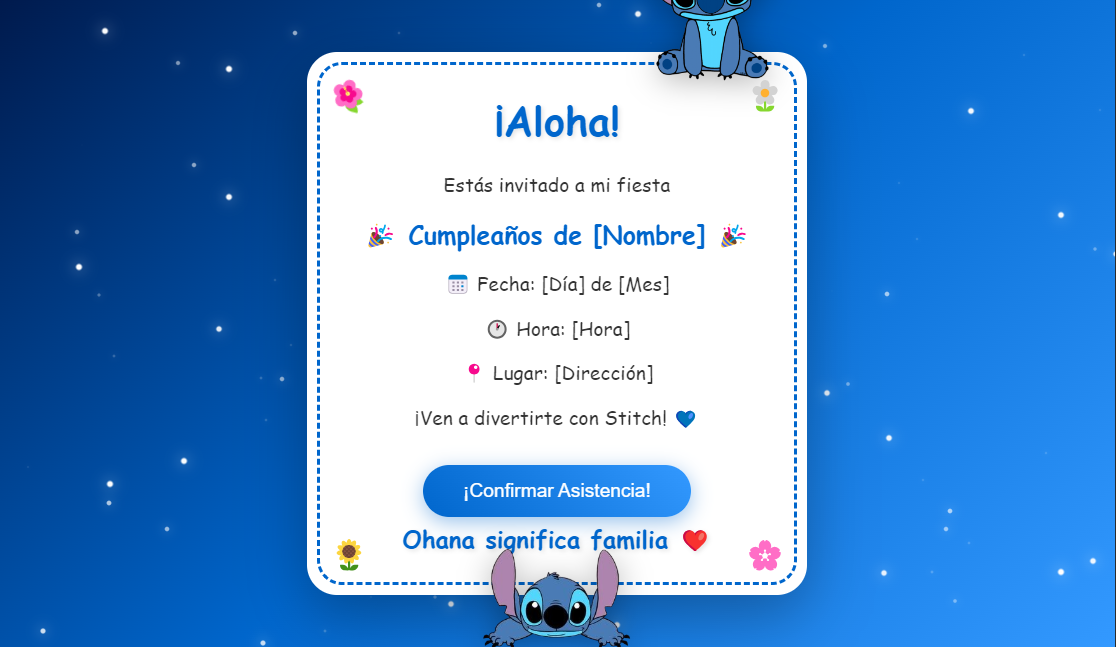 ¡Aloha!
Estás invitado a mi fiesta
🎉 Cumpleaños de [Nombre] 🎉
📅 Fecha: [Día] de [Mes]
🕐 Hora: [Hora]
📍 Lugar: [Dirección]
¡Ven a divertirte con Stitch! 💙
¡Confirmar Asistencia!
Ohana significa familia ❤️